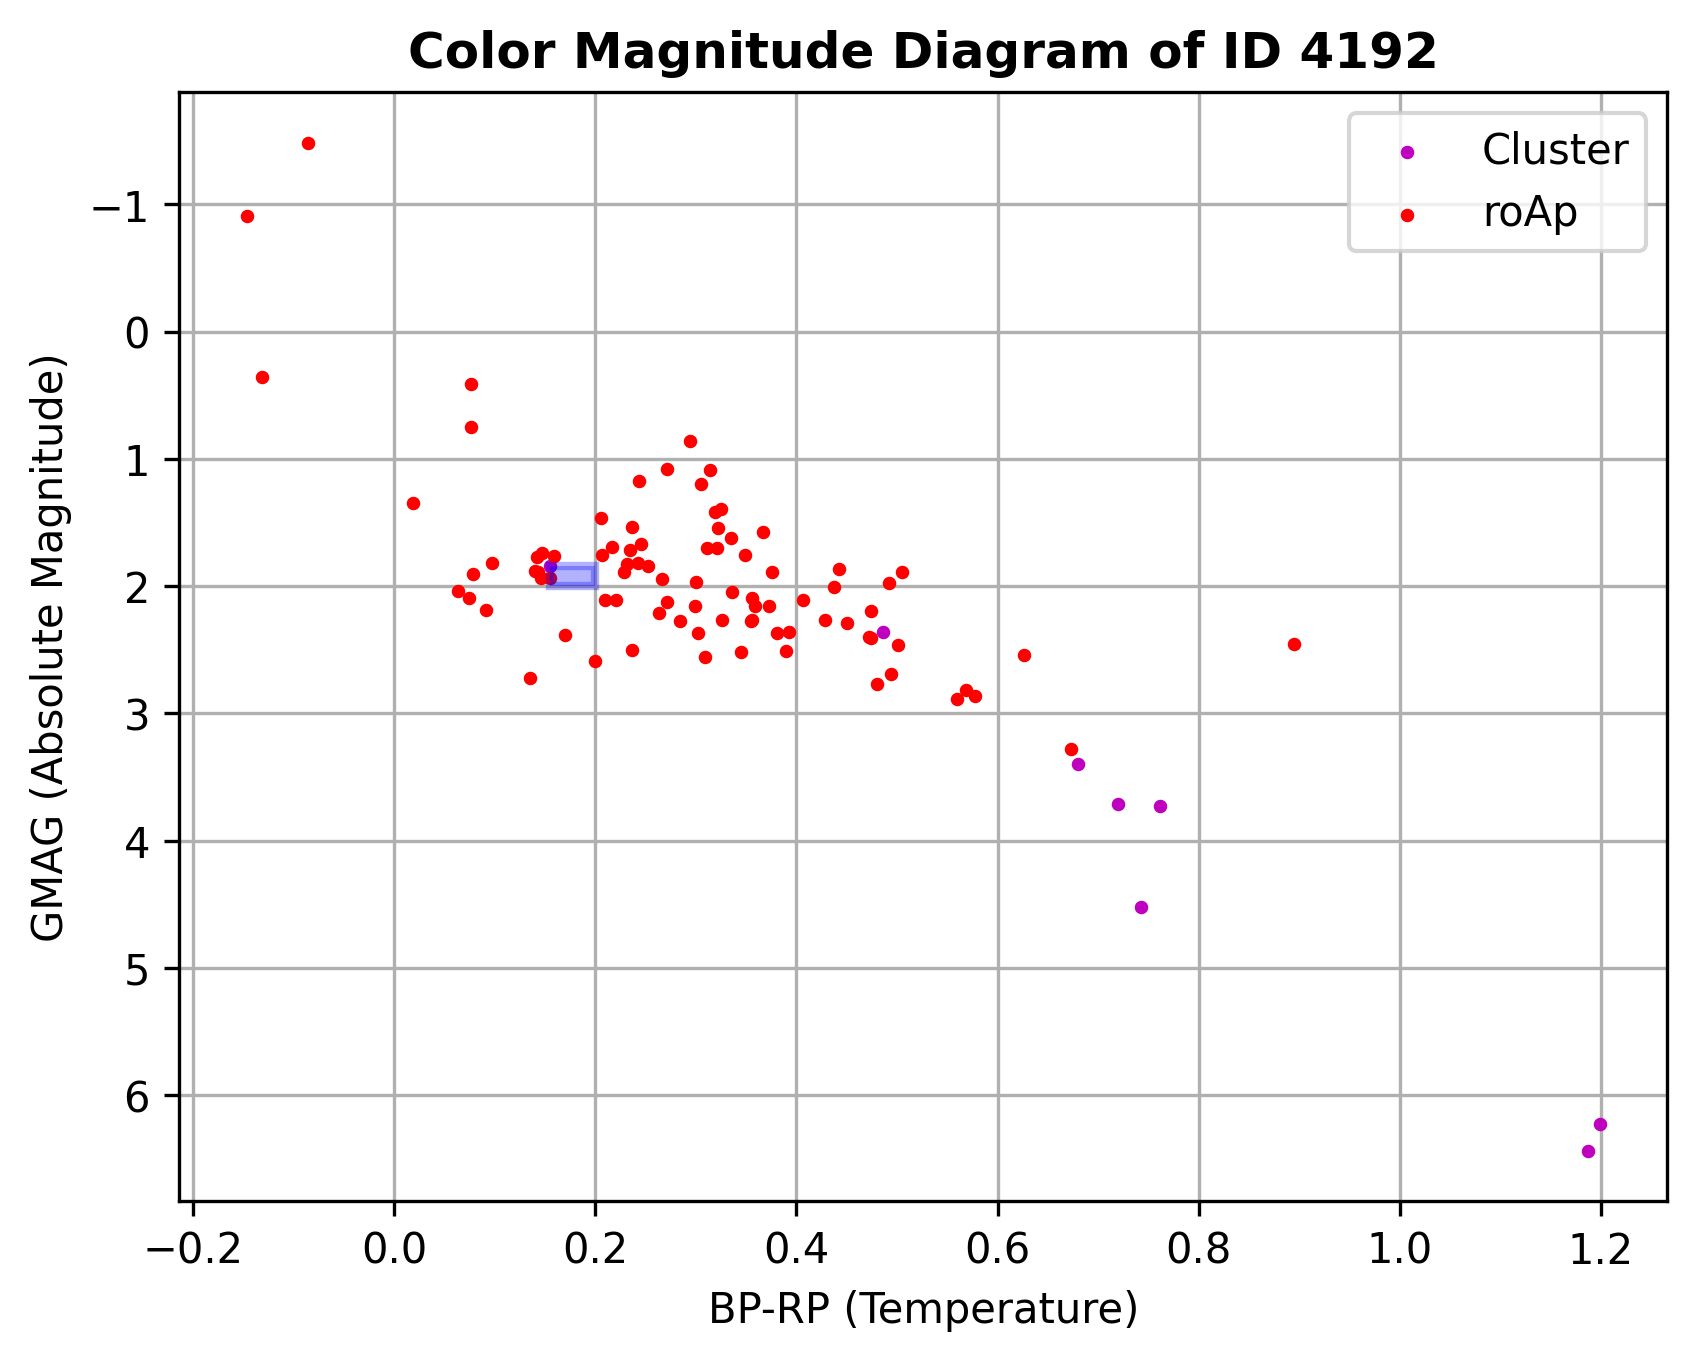 Color Magnitude Diagram of ID 4192
Cluster
roAp
−1
0
1
2
3
4
5
6
GMAG (Absolute Magnitude)
−0.2 0.0 0.2 0.4 0.6 0.8 1.0 1.2
BP-RP (Temperature)